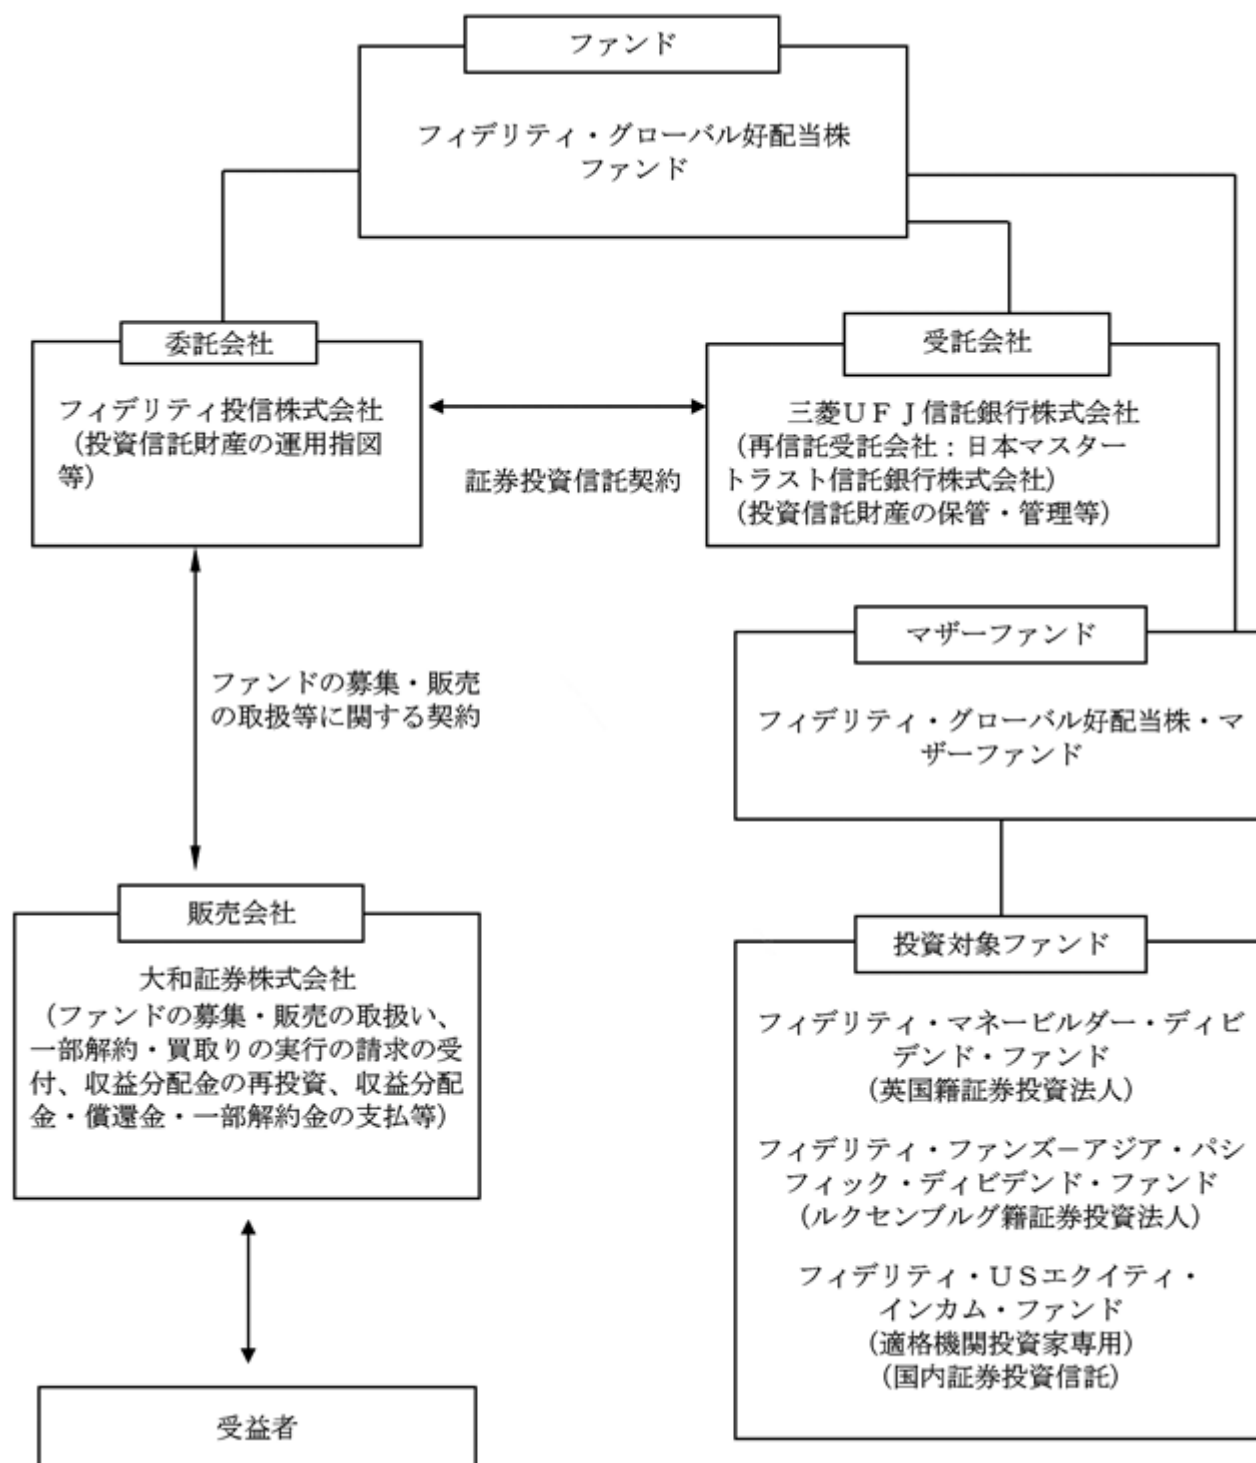 ファンド
フィデリティ・グローバル好配当株
ファンド
委託会社
フィデリティ投信株式会社
（投資信託財産の運用指図
等）
証券投資信託契約
受託会社
三菱ＵＦＪ信託銀行株式会社
（再信託受託会社：日本マスター
トラスト信託銀行株式会社）
（投資信託財産の保管・管理等）
ファンドの募集・販売
の取扱等に関する契約
マザーファンド
フィデリティ・グローバル好配当株・マ
ザーファンド
販売会社
大和証券株式会社
（ファンドの募集・販売の取扱い、
一部解約・買取りの実行の請求の受
付、収益分配金の再投資、収益分配
金・償還金・一部解約金の支払等）
投資対象ファンド
フィデリティ・マネービルダー・ディビ
デンド・ファンド
（英国籍証券投資法人）
フィデリティ・ファンズ－アジア・パシ
フィック・ディビデンド・ファンド
（ルクセンブルグ籍証券投資法人）
フィデリティ・ＵＳエクイティ・
インカム・ファンド
（適格機関投資家専用）
（国内証券投資信託）
受益者